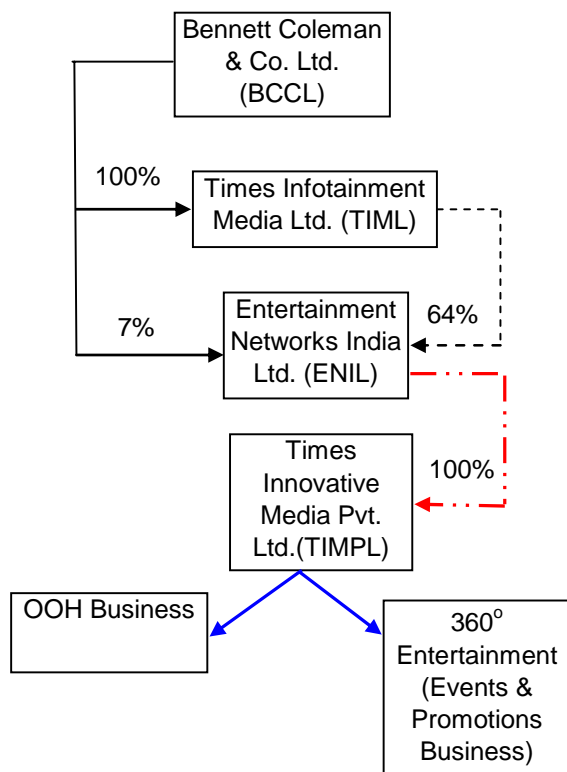 Bennett Coleman
& Co. Ltd.
(BCCL)
100%
Times Infotainment
Media Ltd. (TIML)
7%
Entertainment
Networks India
Ltd. (ENIL)
64%
Times
Innovative
Media Pvt.
Ltd.(TIMPL)
100%
OOH Business
360°
Entertainment
(Events &
Promotions
Business)